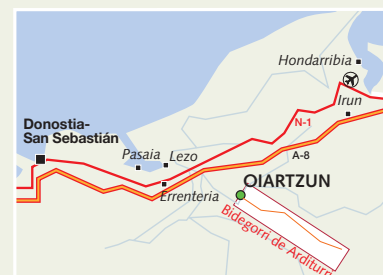 Hondarribia
Irun
N-1
Donostia-
San Sebastián
A-8
Pasaia
Lezo
Errenteria
OIARTZUN
Bidegorri de Arditurri